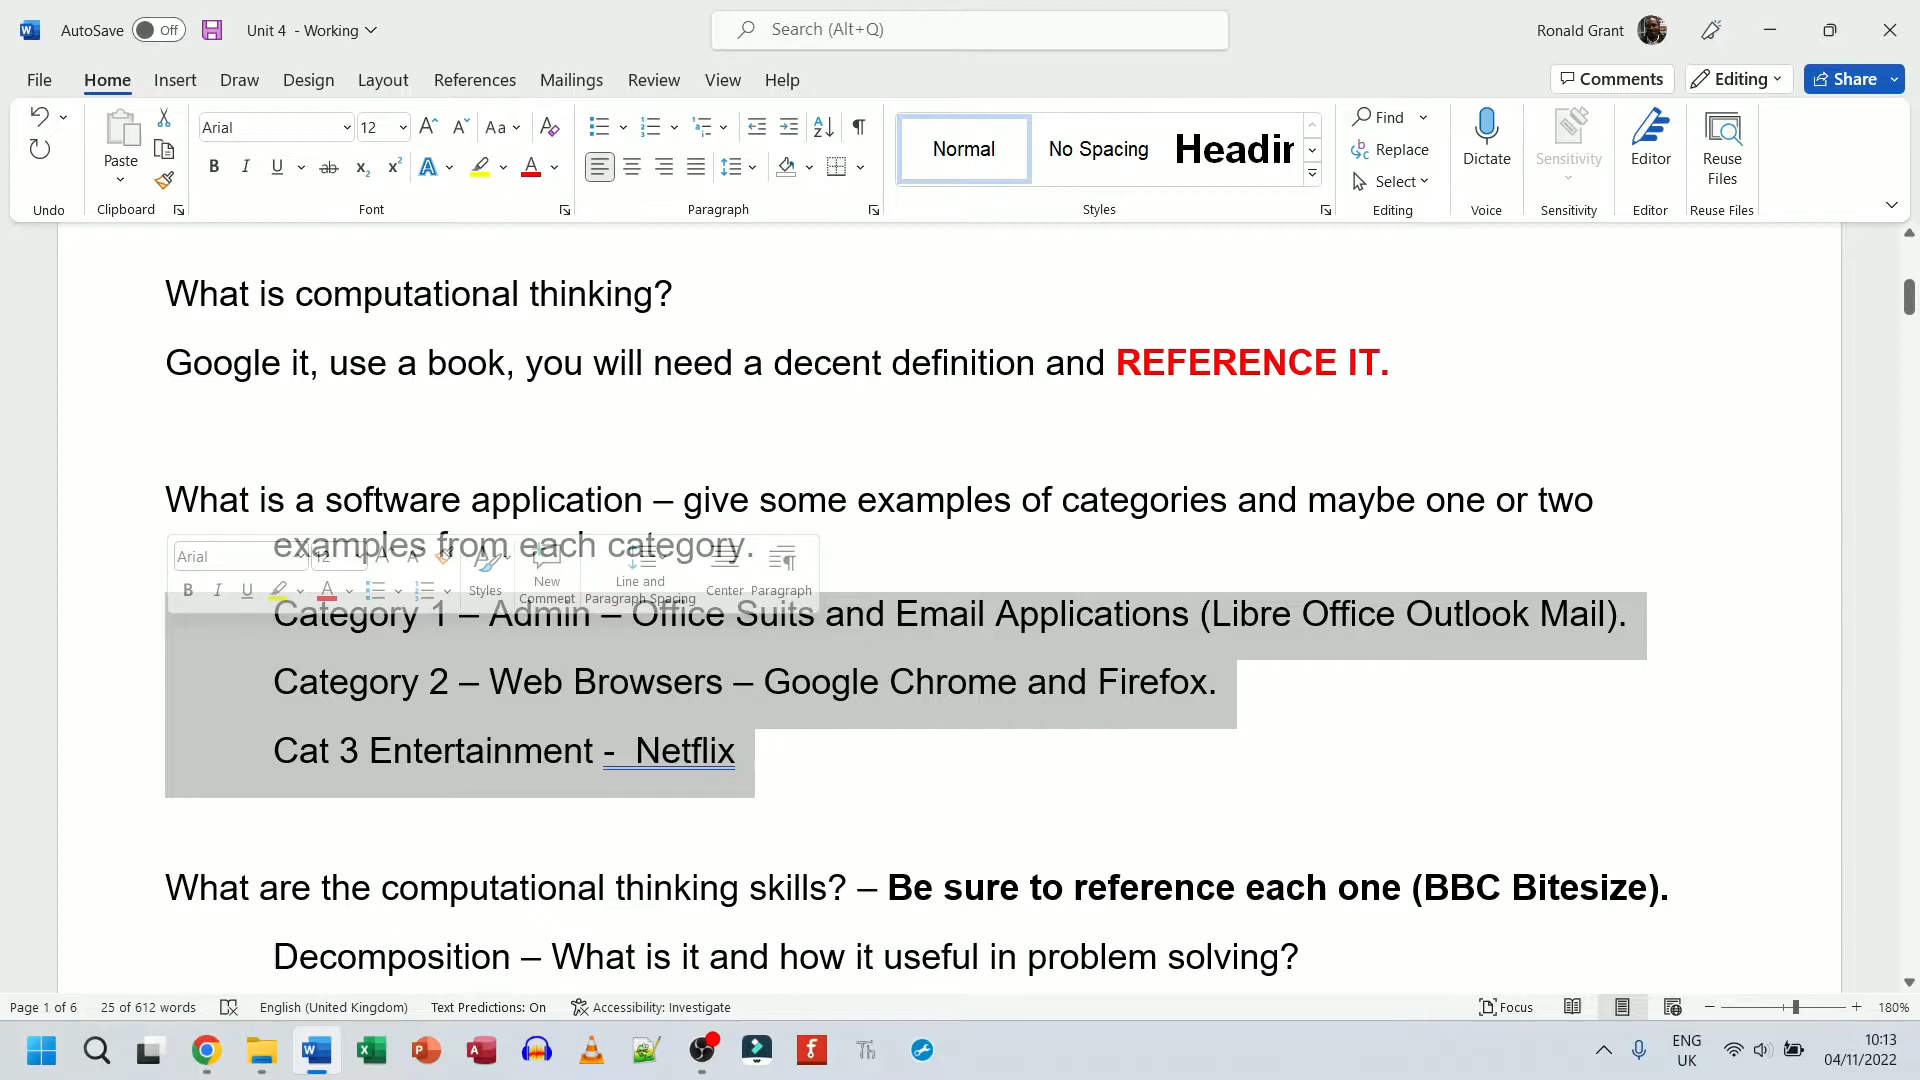 AutoSave Off Unit 4 - Working Search (Alt+Q) Ronald Grant
File Home Insert Draw Design Layout References Mailings Review View Help Comments Editing Share
Arial 12 Aa Normal No Spacing Headin Find
Paste Replace Dictate Sensitivity Editor Reuse Files
B I U ab x₂ x² A A Select
Undo Clipboard Font Paragraph Styles Editing Voice Sensitivity Editor Reuse Files
What is computational thinking?
Google it, use a book, you will need a decent definition and REFERENCE IT.
What is a software application – give some examples of categories and maybe one or two
examples from each category.
Arial 12
B I U A Styles New Comment Line and Paragraph Spacing Center Paragraph
Category 1 – Admin – Office Suits and Email Applications (Libre Office Outlook Mail).
Category 2 – Web Browsers – Google Chrome and Firefox.
Cat 3 Entertainment -  Netflix
What are the computational thinking skills? – Be sure to reference each one (BBC Bitesize).
Decomposition – What is it and how it useful in problem solving?
Page 1 of 6 25 of 612 words English (United Kingdom) Text Predictions: On Accessibility: Investigate Focus 180%
ENG 10:13
UK 04/11/2022